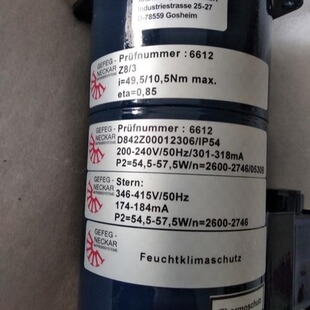 Industriestrasse 25-27
D-78559 Gosheim
GEFEG-
NECKAR
Prüfnummer : 6612
Z8/3
i=49,5/10,5Nm max.
eta=0,85
GEFEG-
NECKAR
Prüfnummer : 6612
D842Z00012306/IP54
200-240V/50Hz/301-318mA
P2=54,5-57,5W/n=2600-2746/05309
GEFEG-
NECKAR
Stern:
346-415V/50Hz
174-184mA
P2=54,5-57,5W/n=2600-2746
GEFEG-
NECKAR
Feuchtklimaschutz
Thermoschutz